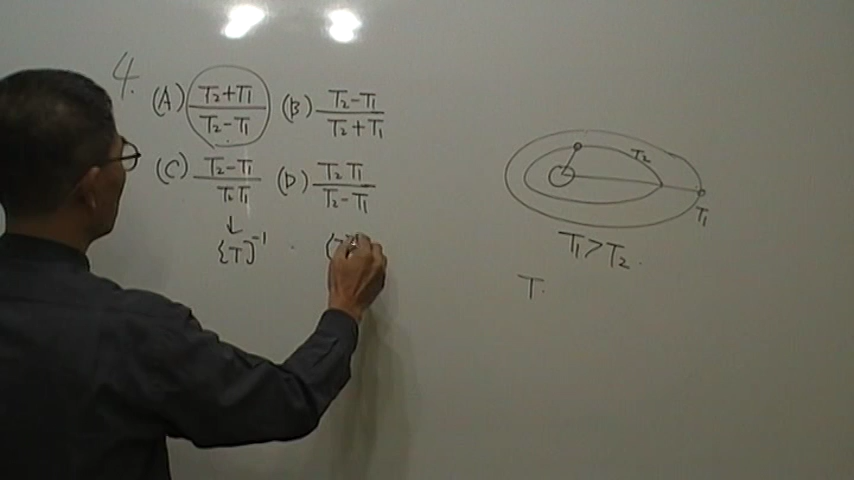 4.
(A) T₂+T₁ / T₂-T₁ (B) T₂-T₁ / T₂+T₁
(C) T₂-T₁ / T₂T₁ (D) T₂T₁ / T₂-T₁
↓
{T]⁻¹ ·
T₂
T₁
T₁>T₂.
T.